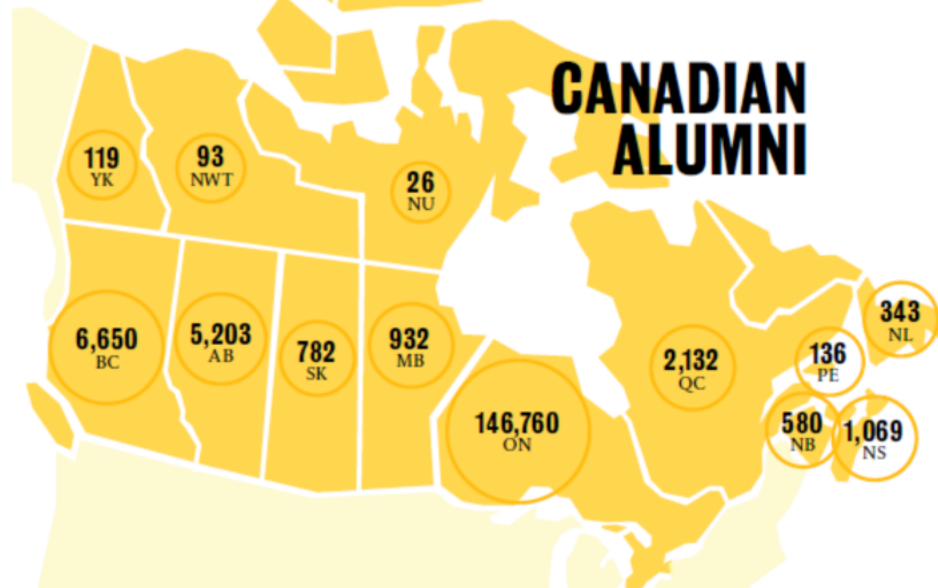 CANADIAN
ALUMNI
119
YK
93
NWT
26
NU
6,650
BC
5,203
AB
782
SK
932
MB
146,760
ON
2,132
QC
343
NL
136
PE
580
NB
1,069
NS